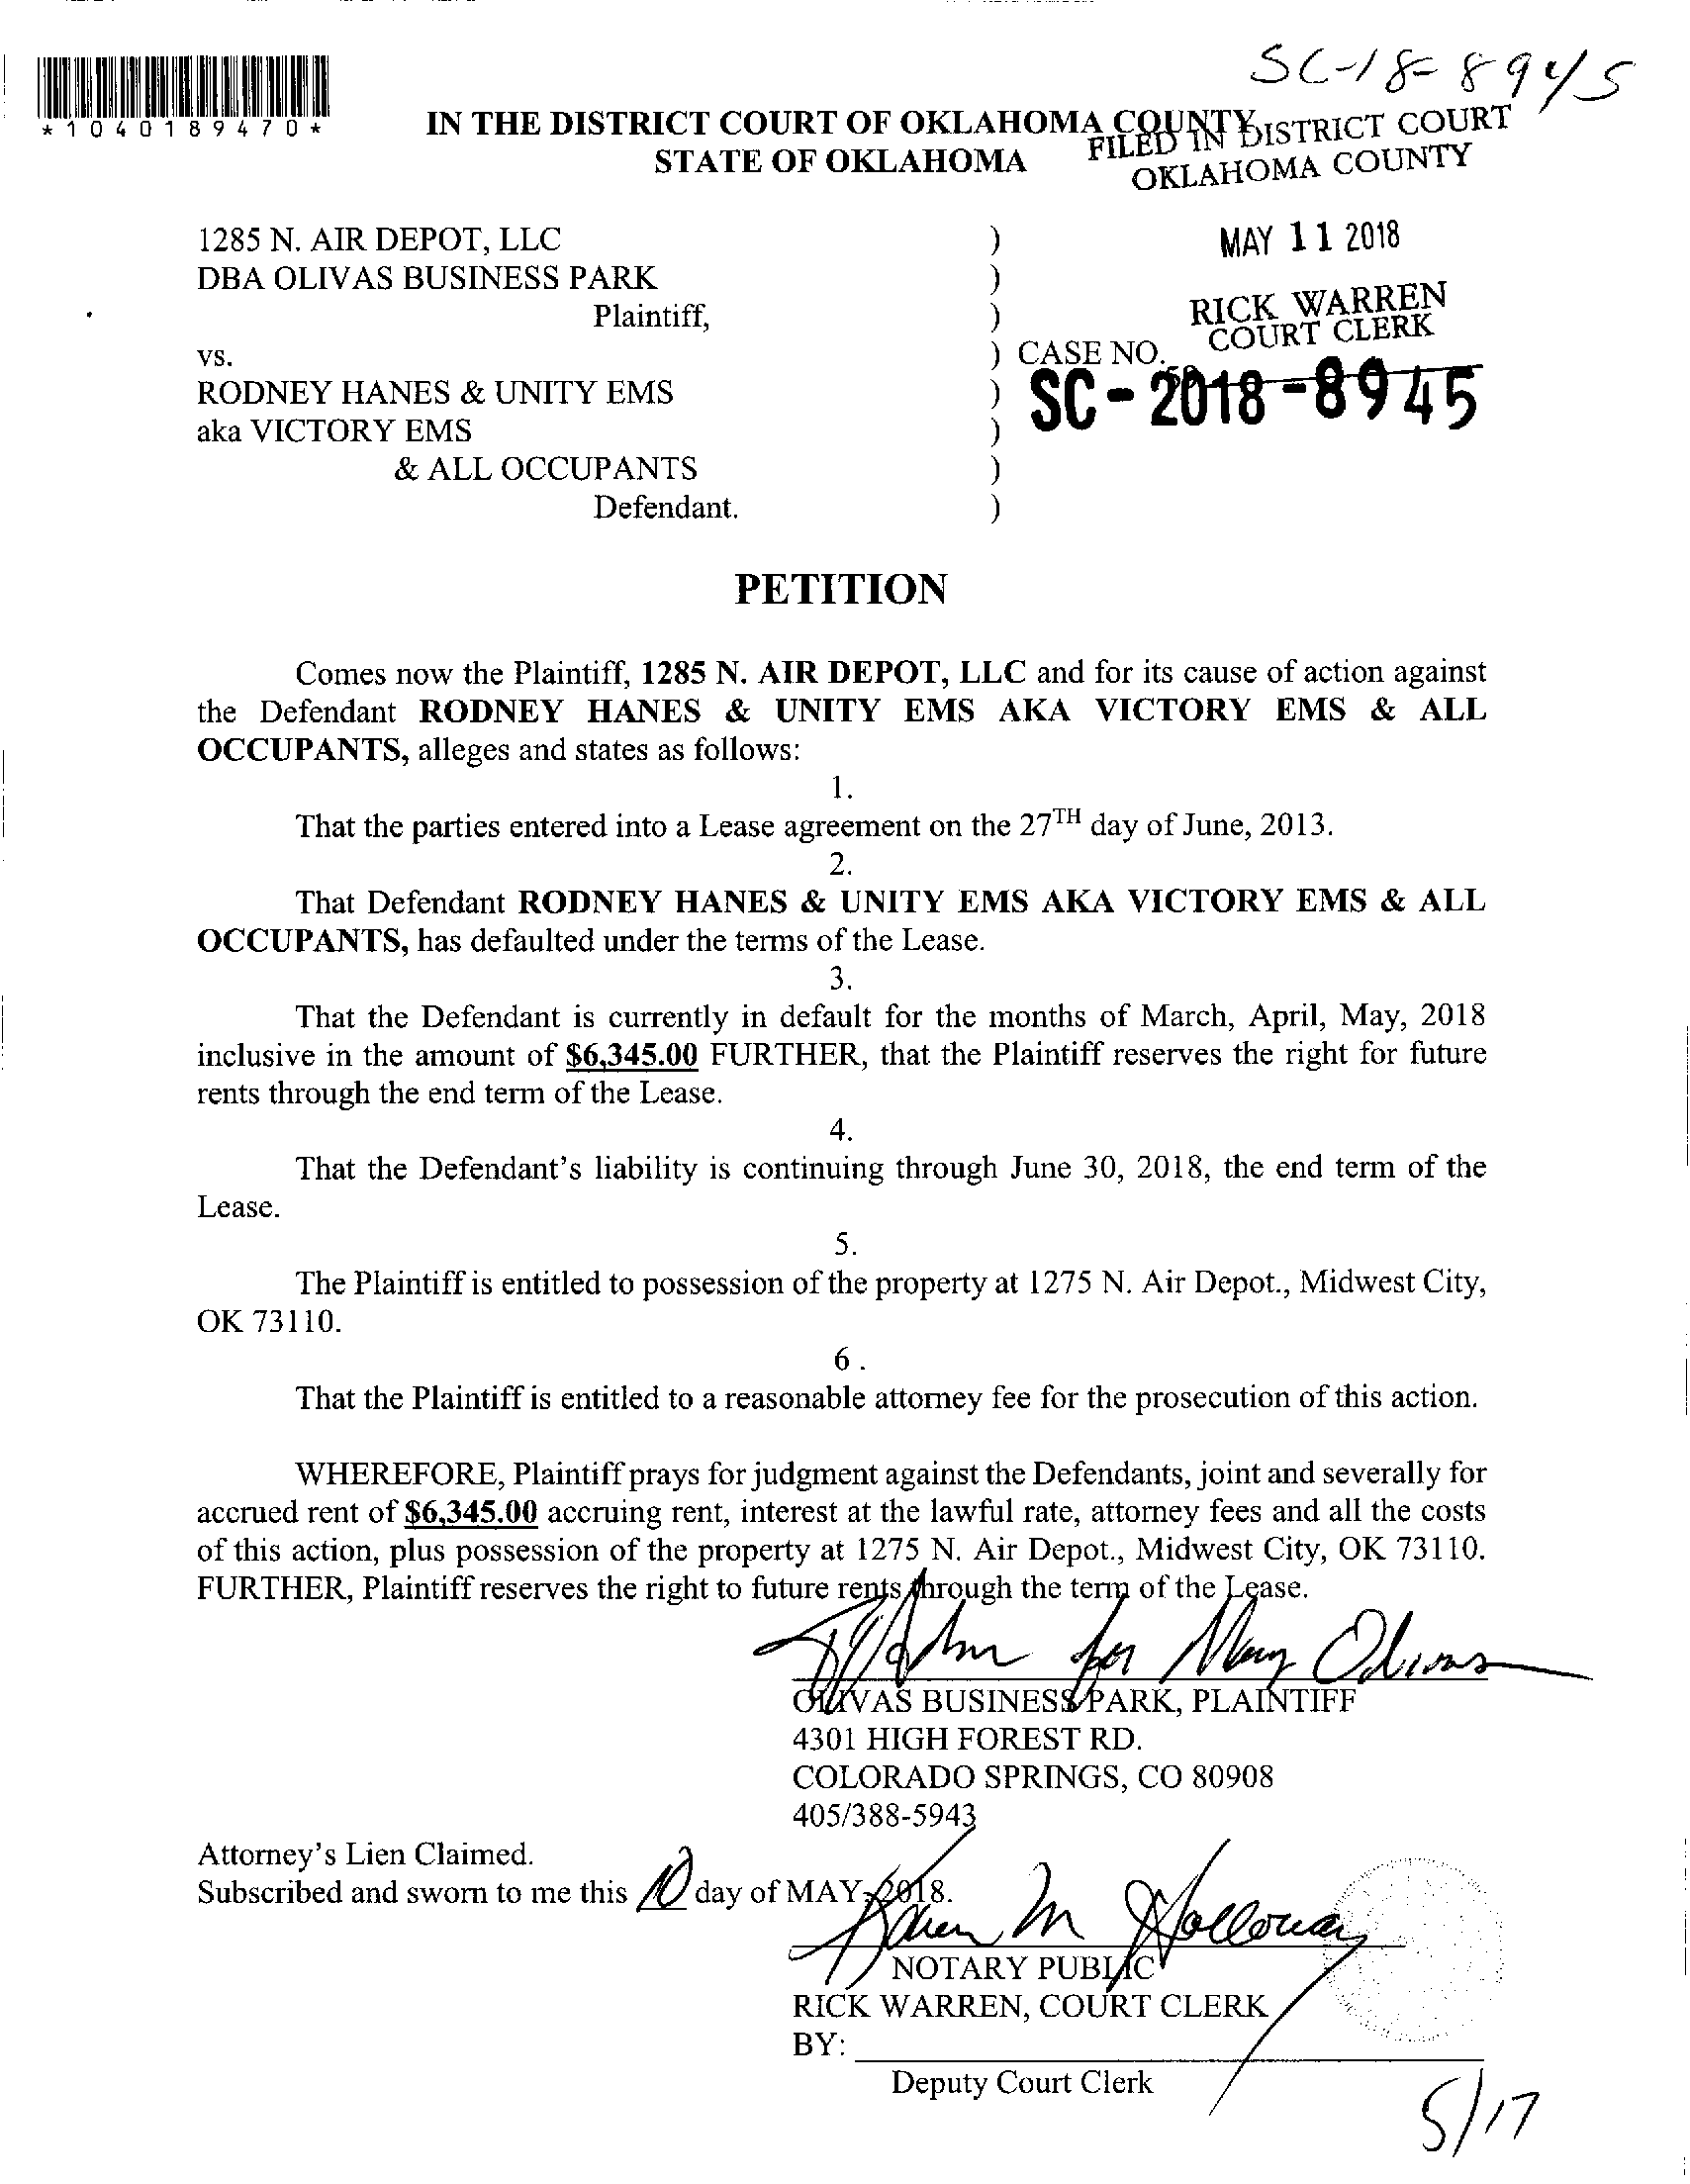 SC-18-8945
*1040189470*
IN THE DISTRICT COURT OF OKLAHOMA COUNTY
STATE OF OKLAHOMA
FILED IN DISTRICT COURT
OKLAHOMA COUNTY
MAY 11 2018
RICK WARREN
COURT CLERK
1285 N. AIR DEPOT, LLC )
DBA OLIVAS BUSINESS PARK )
Plaintiff, )
vs. ) CASE NO.
SC-2018-8945
RODNEY HANES & UNITY EMS )
aka VICTORY EMS )
& ALL OCCUPANTS )
Defendant. )
PETITION
Comes now the Plaintiff, 1285 N. AIR DEPOT, LLC and for its cause of action against
the Defendant RODNEY HANES & UNITY EMS AKA VICTORY EMS & ALL
OCCUPANTS, alleges and states as follows:
1.
That the parties entered into a Lease agreement on the 27TH day of June, 2013.
2.
That Defendant RODNEY HANES & UNITY EMS AKA VICTORY EMS & ALL
OCCUPANTS, has defaulted under the terms of the Lease.
3.
That the Defendant is currently in default for the months of March, April, May, 2018
inclusive in the amount of $6,345.00 FURTHER, that the Plaintiff reserves the right for future
rents through the end term of the Lease.
4.
That the Defendant's liability is continuing through June 30, 2018, the end term of the
Lease.
5.
The Plaintiff is entitled to possession of the property at 1275 N. Air Depot., Midwest City,
OK 73110.
6 .
That the Plaintiff is entitled to a reasonable attorney fee for the prosecution of this action.
WHEREFORE, Plaintiff prays for judgment against the Defendants, joint and severally for
accrued rent of $6,345.00 accruing rent, interest at the lawful rate, attorney fees and all the costs
of this action, plus possession of the property at 1275 N. Air Depot., Midwest City, OK 73110.
FURTHER, Plaintiff reserves the right to future rents through the term of the Lease.
for Mary Olivas
OLIVAS BUSINESS PARK, PLAINTIFF
4301 HIGH FOREST RD.
COLORADO SPRINGS, CO 80908
405/388-5943
Attorney's Lien Claimed.
Subscribed and sworn to me this 10 day of MAY, 2018.
Karen M Holloway
NOTARY PUBLIC
RICK WARREN, COURT CLERK
BY:
Deputy Court Clerk
5/17